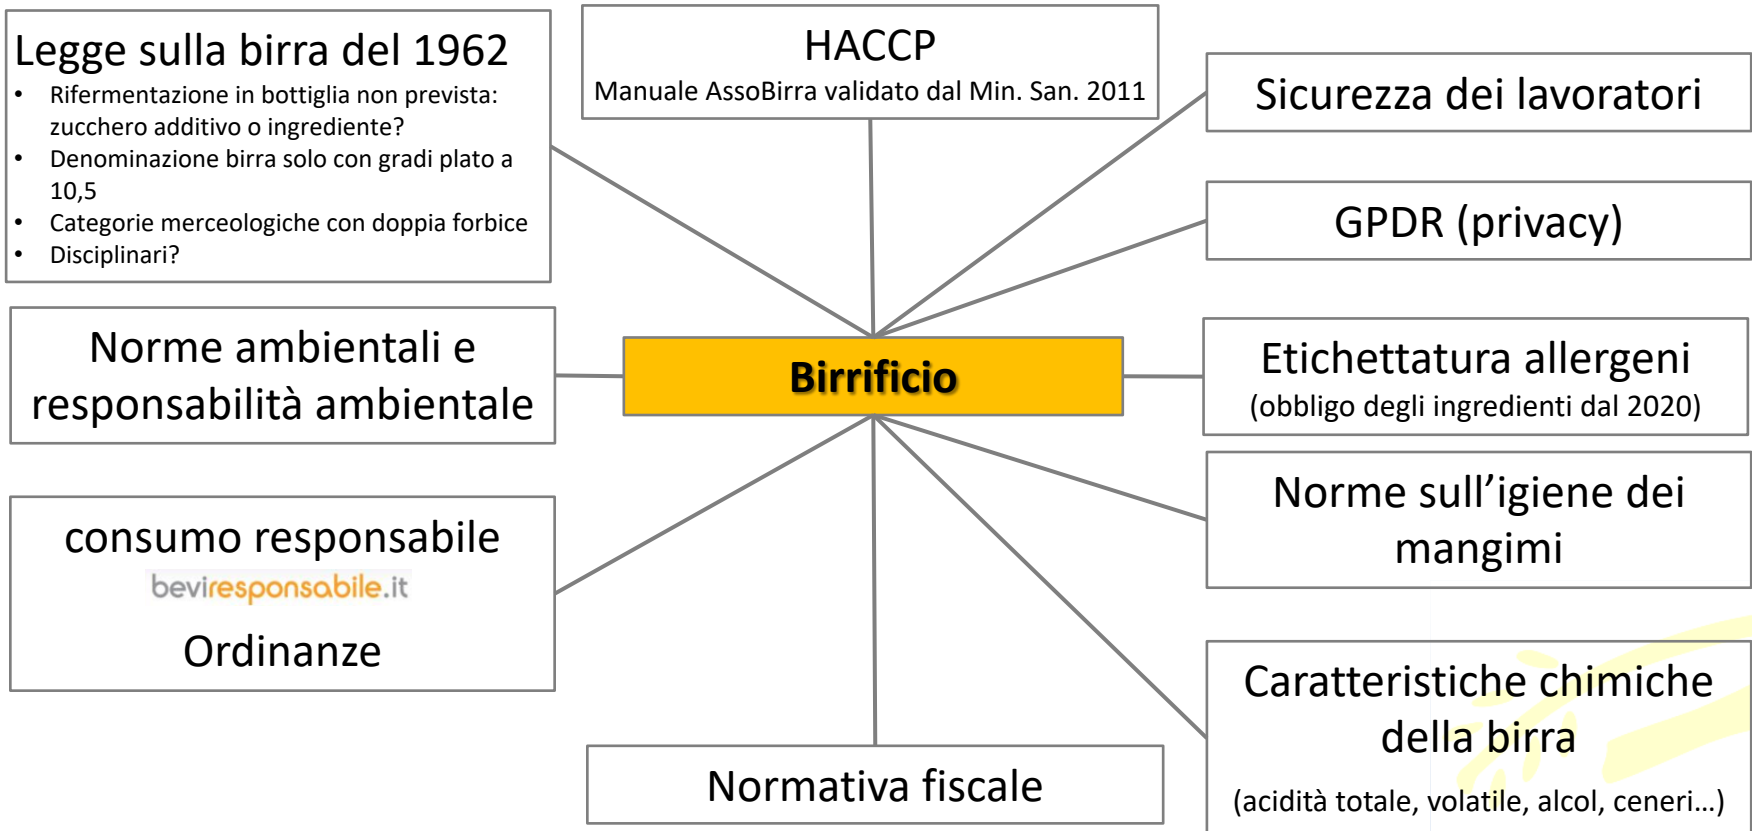 Legge sulla birra del 1962
• Rifermentazione in bottiglia non prevista:
zucchero additivo o ingrediente?
• Denominazione birra solo con gradi plato a
10,5
• Categorie merceologiche con doppia forbice
• Disciplinari?
HACCP
Manuale AssoBirra validato dal Min. San. 2011
Sicurezza dei lavoratori
GPDR (privacy)
Norme ambientali e
responsabilità ambientale
Birrificio
Etichettatura allergeni
(obbligo degli ingredienti dal 2020)
consumo responsabile
beviresponsabile.it
Ordinanze
Norme sull’igiene dei
mangimi
Normativa fiscale
Caratteristiche chimiche
della birra
(acidità totale, volatile, alcol, ceneri…)